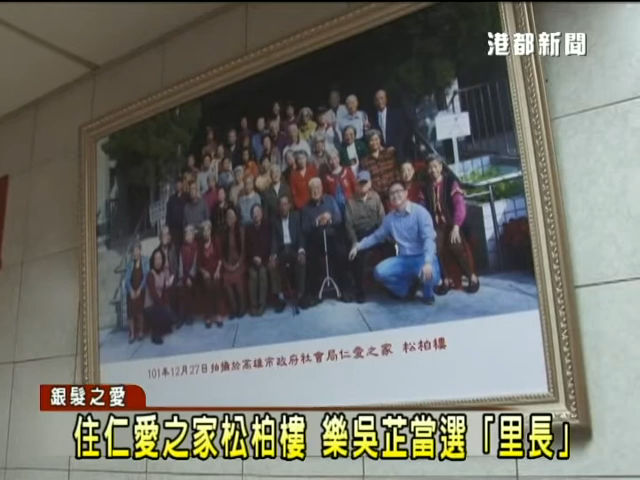 港都新聞
101年12月27日拍攝於高雄市政府社會局仁愛之家 松柏樓
銀髮之愛
住仁愛之家松柏樓 樂吳芷當選「里長」